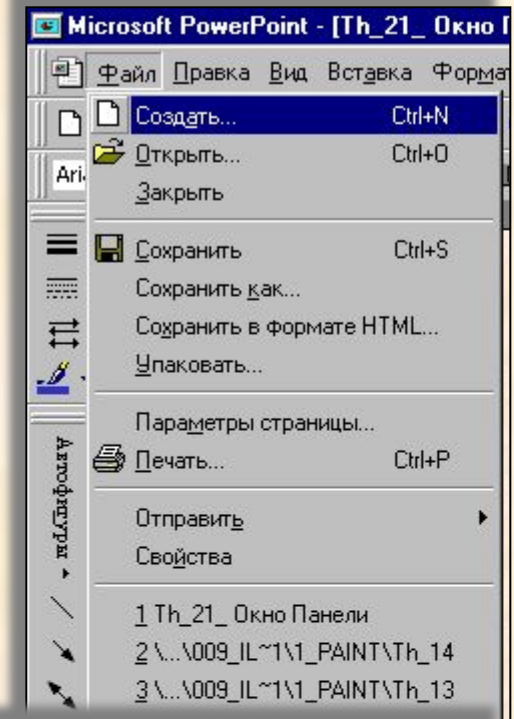 Microsoft PowerPoint - [Th_21_ Окно
Файл Правка Вид Вставка Форма
Создать... Ctrl+N
Открыть... Ctrl+O
Ari
Закрыть
Сохранить Ctrl+S
Сохранить как...
Сохранить в формате HTML...
Упаковать...
Параметры страницы...
Печать... Ctrl+P
Автофигуры
Отправить
Свойства
1 Th_21_ Окно Панели
2 \...\009_IL~1\1_PAINT\Th_14
3 \...\009_IL~1\1_PAINT\Th_13